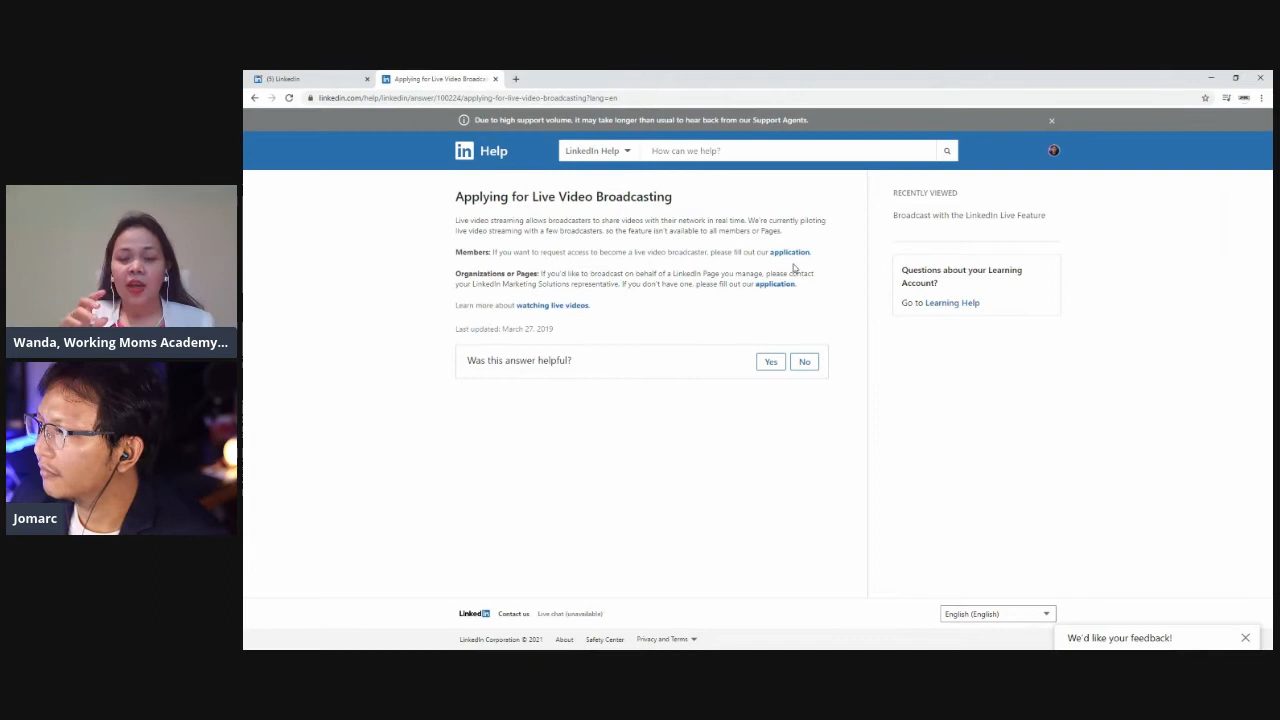 (5) LinkedIn
Applying for Live Video Broadcas
linkedin.com/help/linkedin/answer/100224/applying-for-live-video-broadcasting?lang=en
Due to high support volume, it may take longer than usual to hear back from our Support Agents.
in Help
LinkedIn Help
How can we help?
Applying for Live Video Broadcasting
Live video streaming allows broadcasters to share videos with their network in real time. We're currently piloting
live video streaming with a few broadcasters, so the feature isn't available to all members or Pages.
Members: If you want to request access to become a live video broadcaster, please fill out our application.
Organizations or Pages: If you'd like to broadcast on behalf of a LinkedIn Page you manage, please contact
your LinkedIn Marketing Solutions representative. If you don't have one, please fill out our application.
Learn more about watching live videos.
Last updated: March 27, 2019
Was this answer helpful?
Yes
No
RECENTLY VIEWED
Broadcast with the LinkedIn Live Feature
Questions about your Learning
Account?
Go to Learning Help
Wanda, Working Moms Academy...
Jomarc
LinkedIn
Contact us
Live chat (unavailable)
English (English)
LinkedIn Corporation © 2021
About
Safety Center
Privacy and Terms
We'd like your feedback!